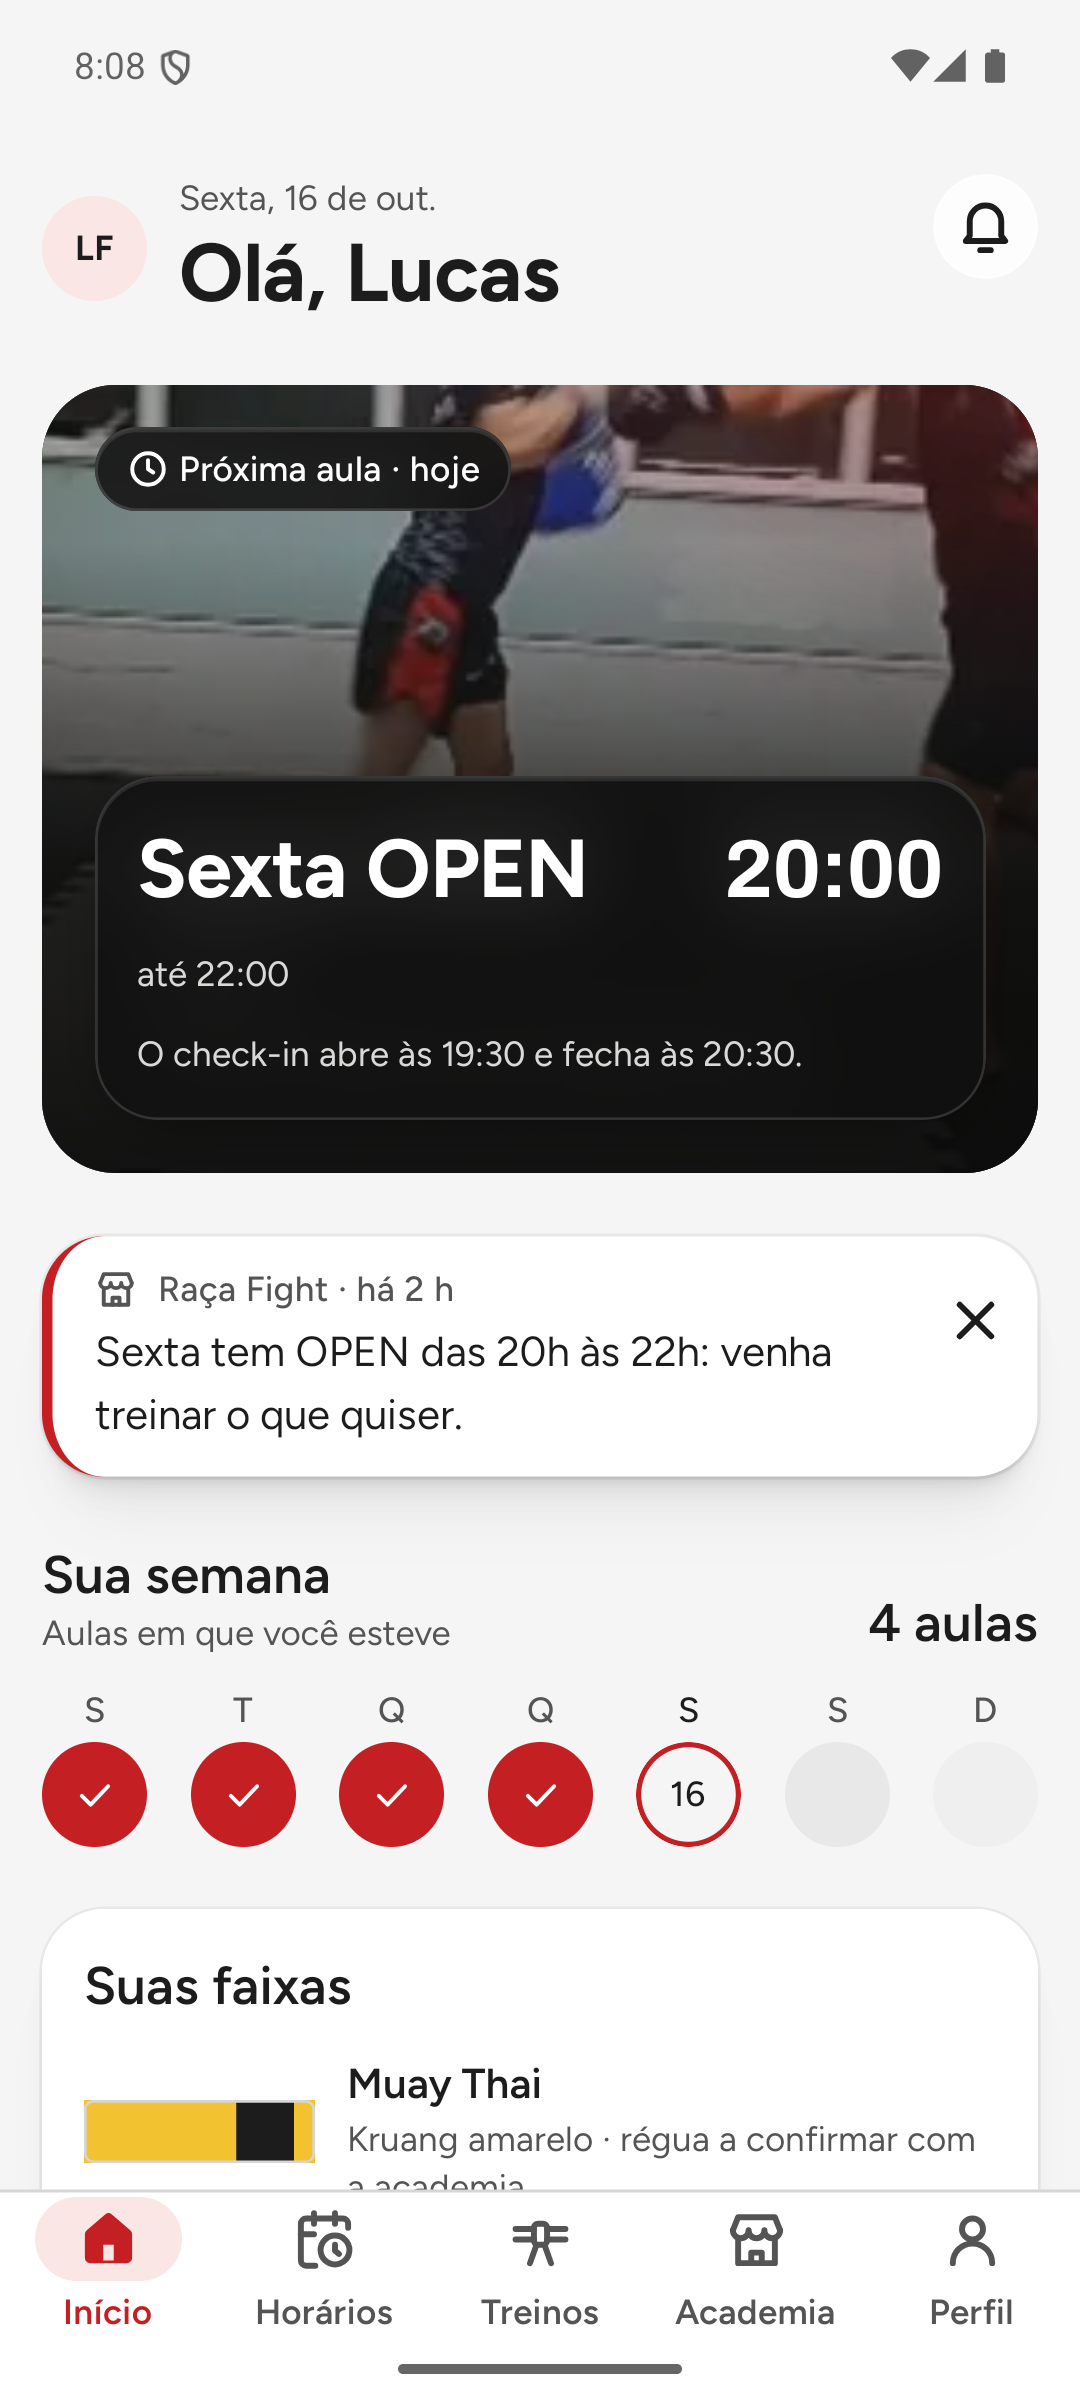 8:08
LF
Sexta, 16 de out.
Olá, Lucas
Próxima aula · hoje
Sexta OPEN
20:00
até 22:00
O check-in abre às 19:30 e fecha às 20:30.
Raça Fight · há 2 h
Sexta tem OPEN das 20h às 22h: venha
treinar o que quiser.
Sua semana
Aulas em que você esteve
4 aulas
S T Q Q S S D
16
Suas faixas
Muay Thai
Kruang amarelo · régua a confirmar com
a academia
Início Horários Treinos Academia Perfil